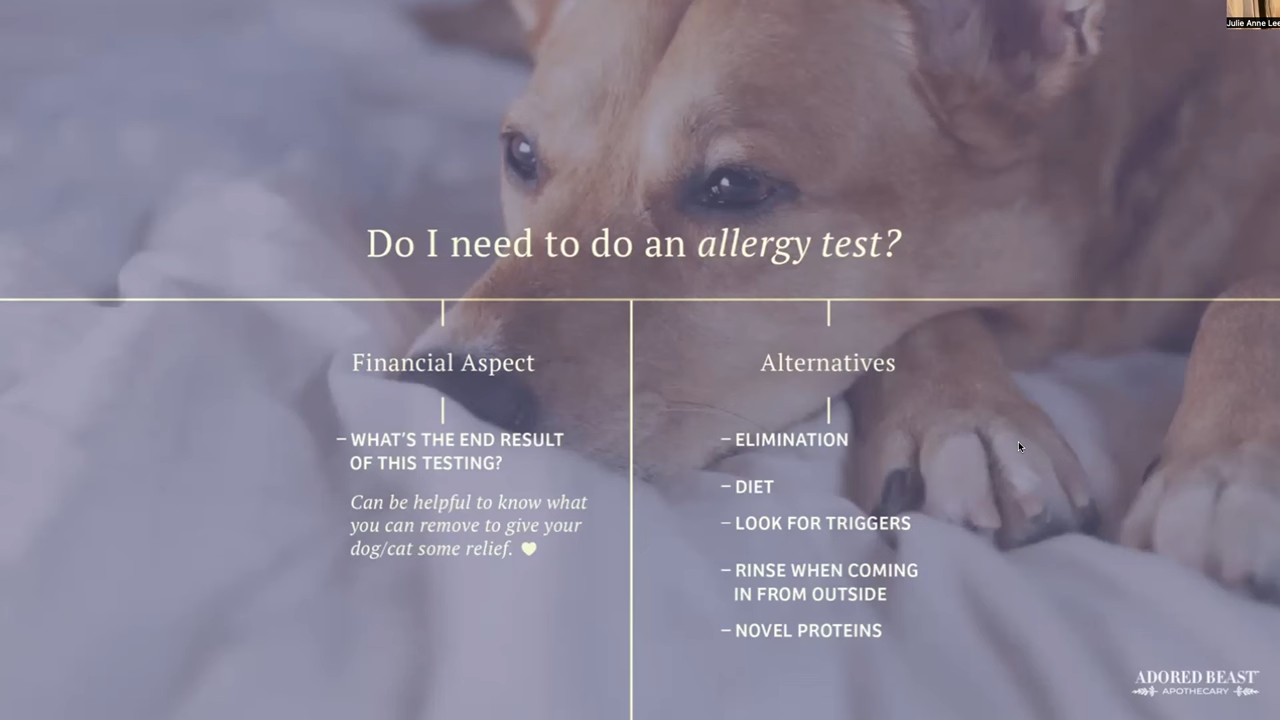 Julie Anne Lee
Do I need to do an allergy test?
Financial Aspect
– WHAT'S THE END RESULT
OF THIS TESTING?
Can be helpful to know what
you can remove to give your
dog/cat some relief.
Alternatives
– ELIMINATION
– DIET
– LOOK FOR TRIGGERS
– RINSE WHEN COMING
IN FROM OUTSIDE
– NOVEL PROTEINS
ADORED BEAST
APOTHECARY